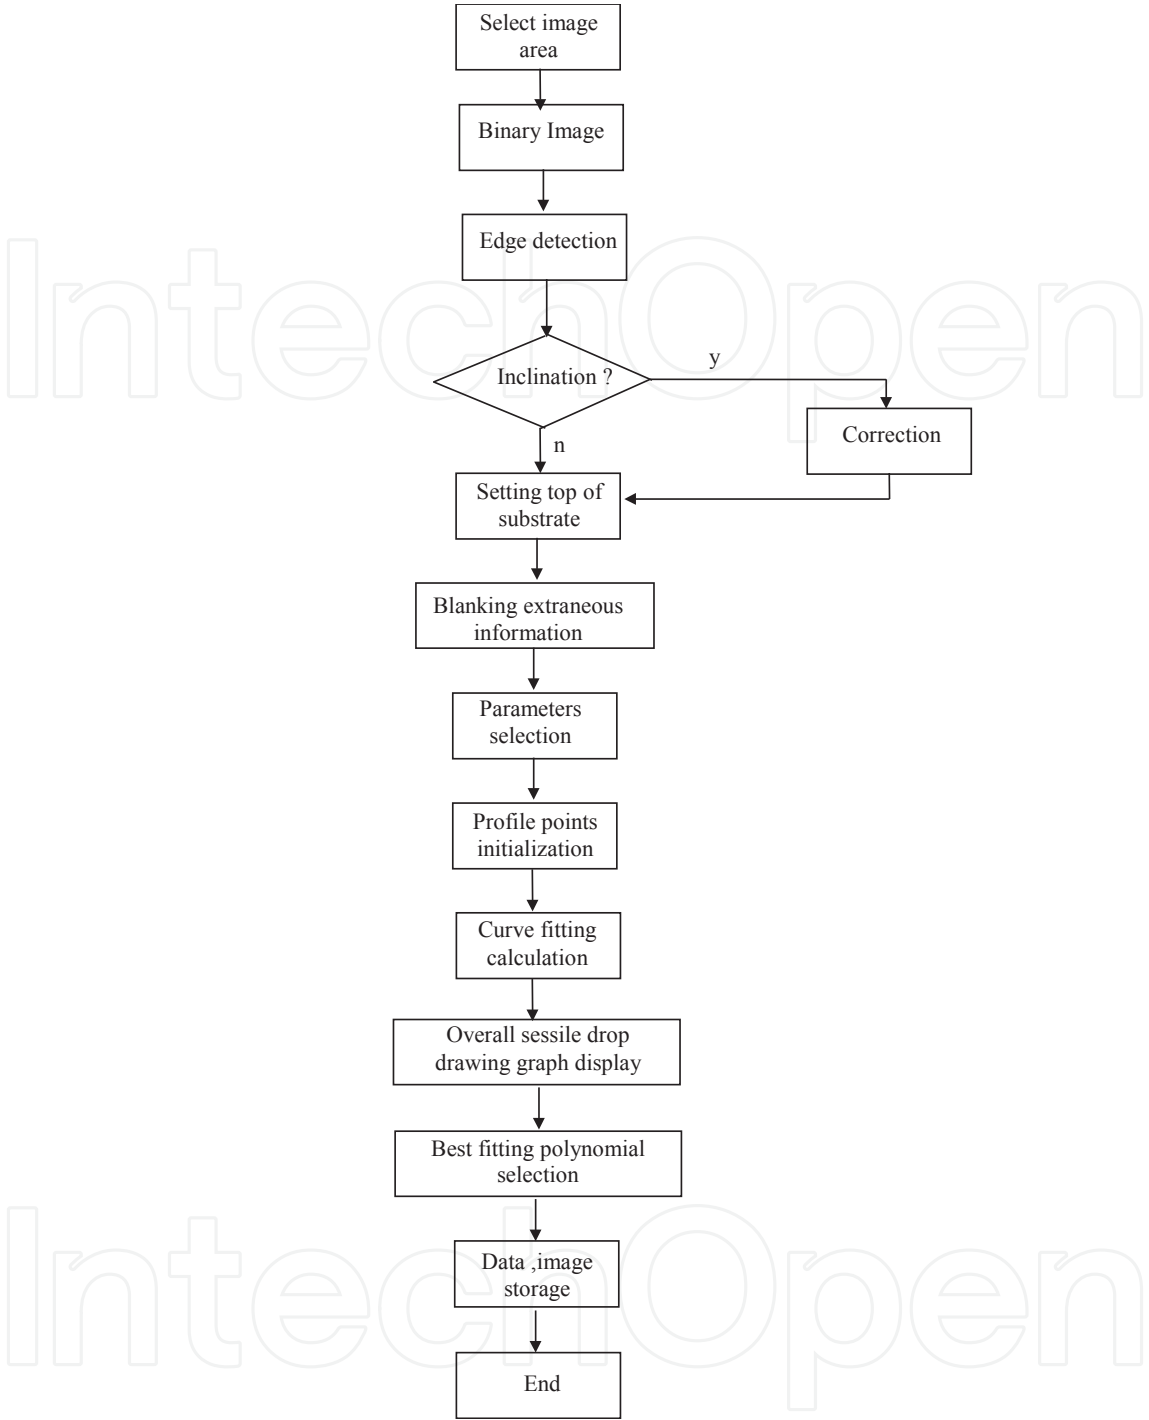 Select image
area
Binary Image
Edge detection
Inclination ?
y
Correction
n
Setting top of
substrate
Blanking extraneous
information
Parameters
selection
Profile points
initialization
Curve fitting
calculation
Overall sessile drop
drawing graph display
Best fitting polynomial
selection
Data ,image
storage
End
IntechOpen
IntechOpen